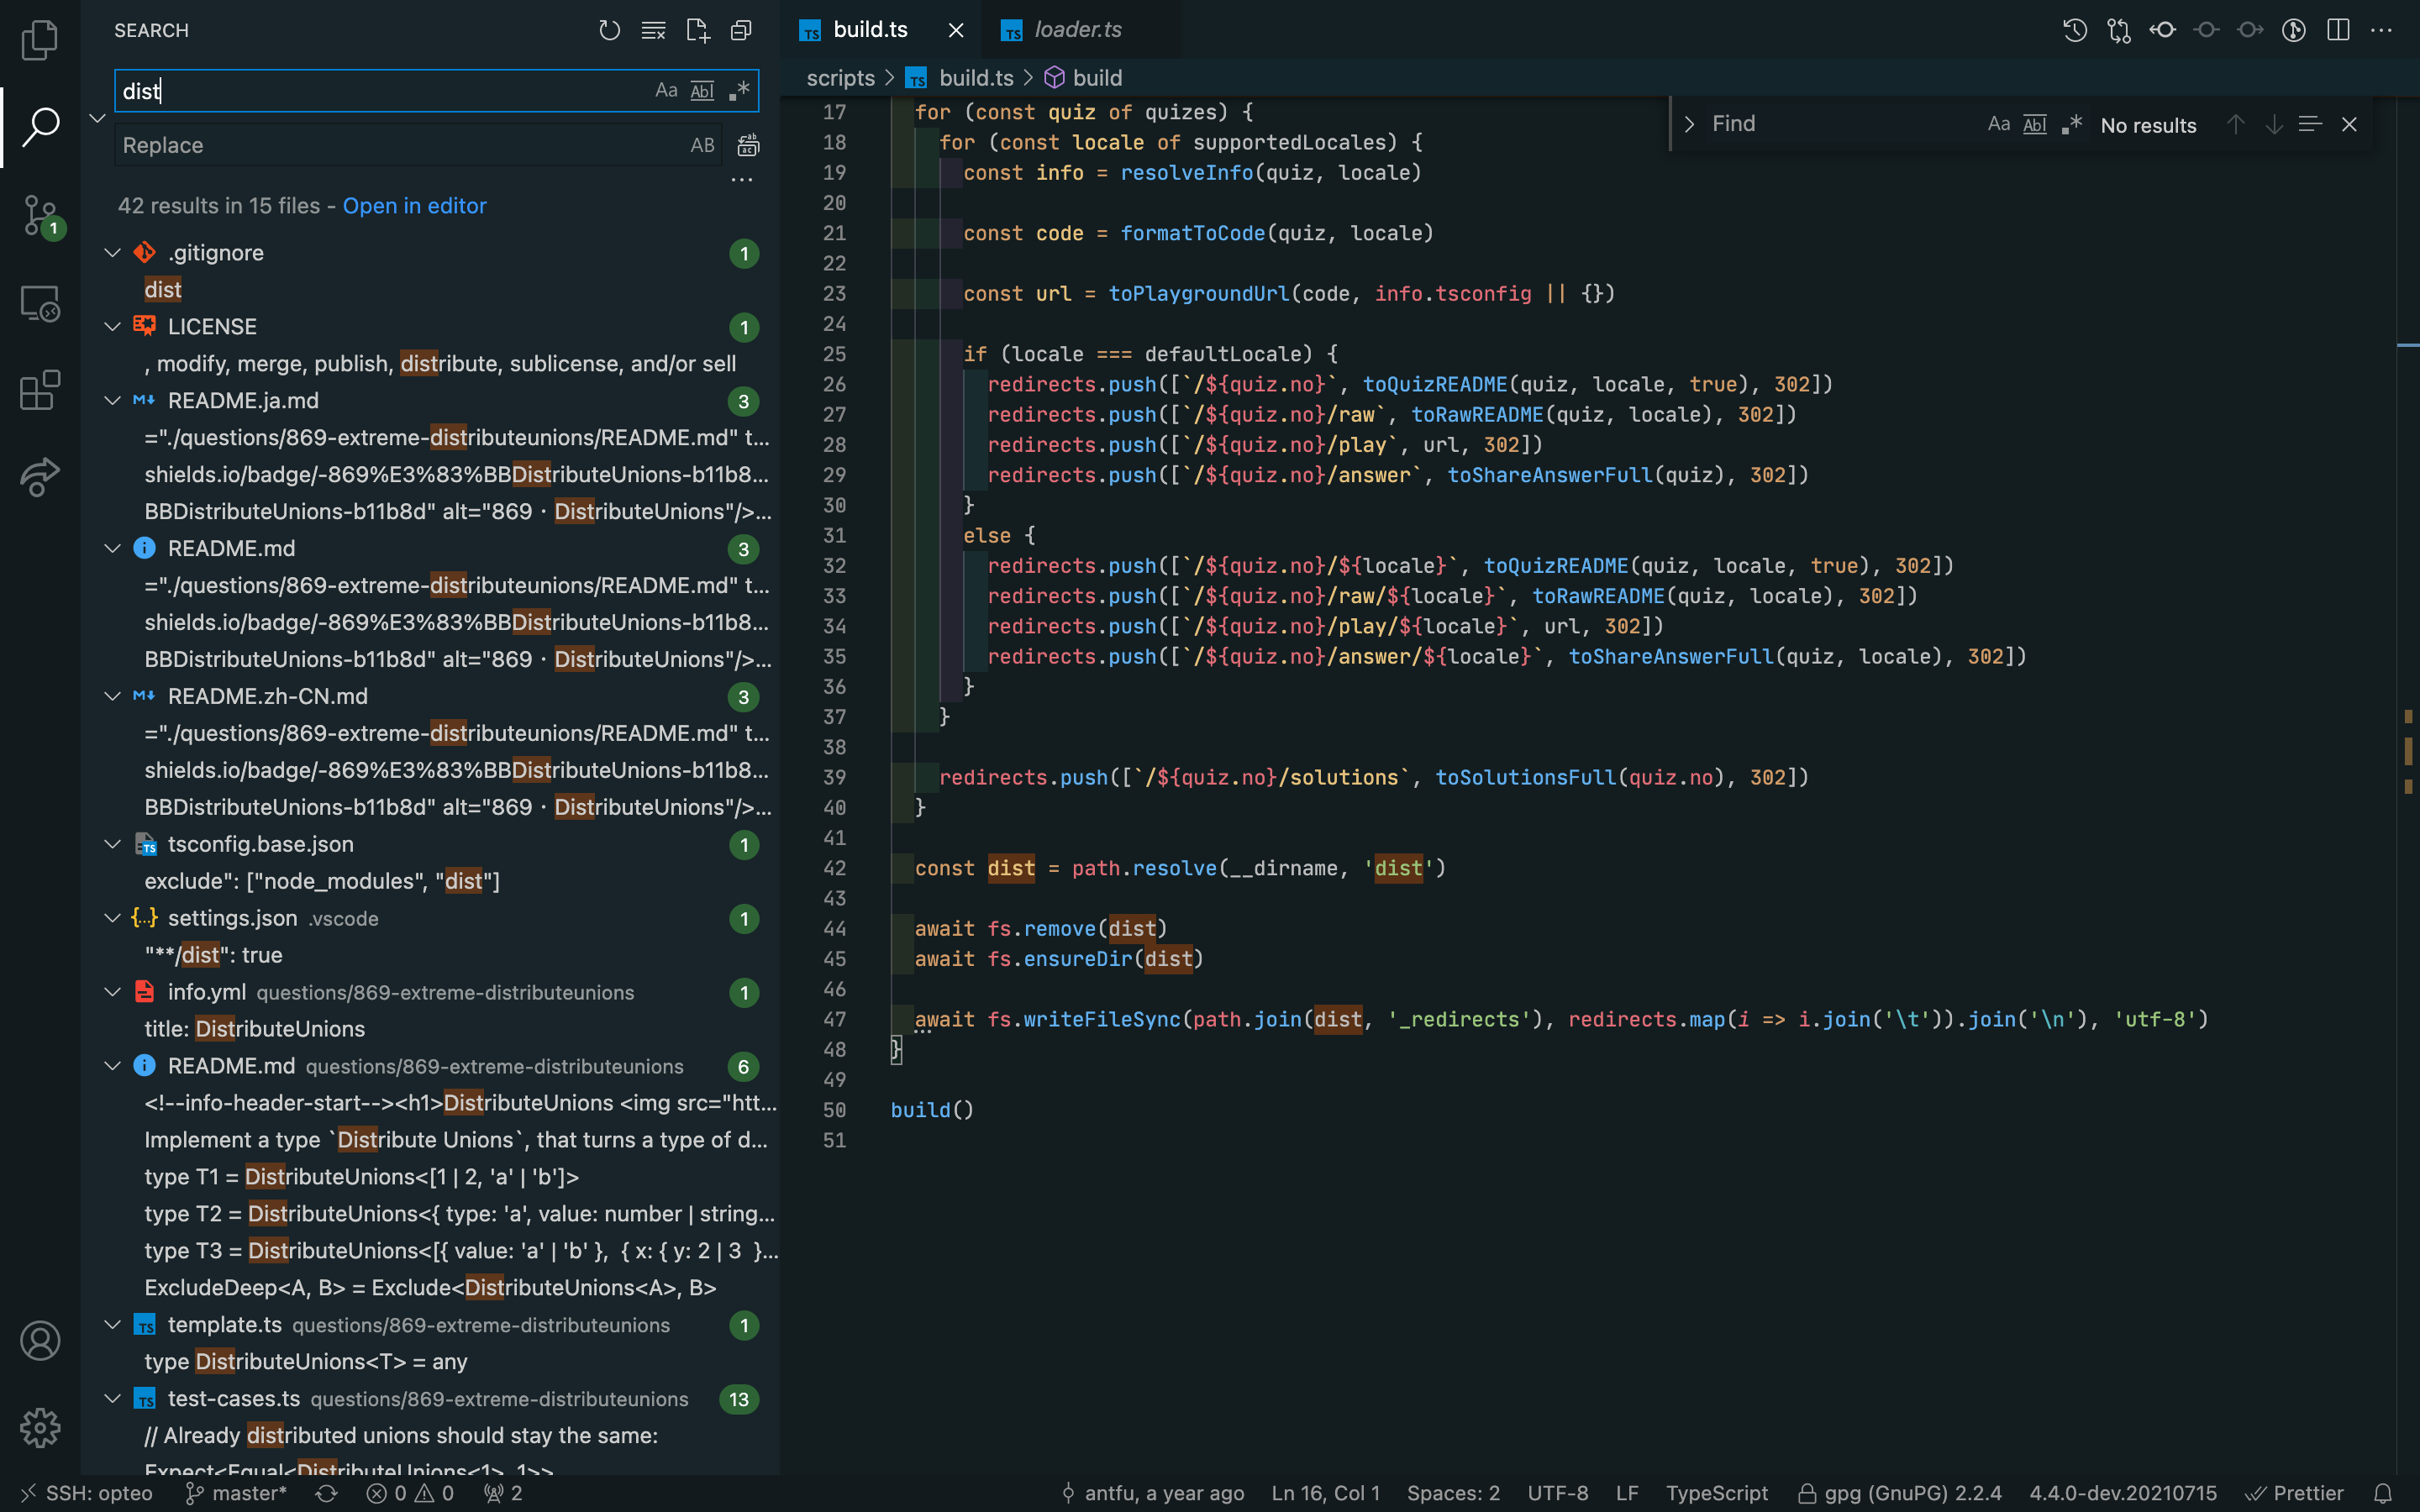 SEARCH
dist
Aa Abl .*
Replace
AB
42 results in 15 files - Open in editor
.gitignore 1
dist
LICENSE 1
, modify, merge, publish, distribute, sublicense, and/or sell
README.ja.md 3
="./questions/869-extreme-distributeunions/README.md" t...
shields.io/badge/-869%E3%83%BBDistributeUnions-b11b8...
BBDistributeUnions-b11b8d" alt="869・DistributeUnions"/>...
README.md 3
="./questions/869-extreme-distributeunions/README.md" t...
shields.io/badge/-869%E3%83%BBDistributeUnions-b11b8...
BBDistributeUnions-b11b8d" alt="869・DistributeUnions"/>...
README.zh-CN.md 3
="./questions/869-extreme-distributeunions/README.md" t...
shields.io/badge/-869%E3%83%BBDistributeUnions-b11b8...
BBDistributeUnions-b11b8d" alt="869・DistributeUnions"/>...
tsconfig.base.json 1
exclude": ["node_modules", "dist"]
settings.json .vscode 1
"**/dist": true
info.yml questions/869-extreme-distributeunions 1
title: DistributeUnions
README.md questions/869-extreme-distributeunions 6
<!--info-header-start--><h1>DistributeUnions <img src="htt...
Implement a type `Distribute Unions`, that turns a type of d...
type T1 = DistributeUnions<[1 | 2, 'a' | 'b']>
type T2 = DistributeUnions<{ type: 'a', value: number | string...
type T3 = DistributeUnions<[{ value: 'a' | 'b' }, { x: { y: 2 | 3 }...
ExcludeDeep<A, B> = Exclude<DistributeUnions<A>, B>
template.ts questions/869-extreme-distributeunions 1
type DistributeUnions<T> = any
test-cases.ts questions/869-extreme-distributeunions 13
// Already distributed unions should stay the same:
Expect<Equal<DistributeUnions<1>, 1>>
1
build.ts
loader.ts
scripts > build.ts > build
Find
Aa Abl .* No results
17 for (const quiz of quizes) {
18 for (const locale of supportedLocales) {
19 const info = resolveInfo(quiz, locale)
20
21 const code = formatToCode(quiz, locale)
22
23 const url = toPlaygroundUrl(code, info.tsconfig || {})
24
25 if (locale === defaultLocale) {
26 redirects.push([`/${quiz.no}`, toQuizREADME(quiz, locale, true), 302])
27 redirects.push([`/${quiz.no}/raw`, toRawREADME(quiz, locale), 302])
28 redirects.push([`/${quiz.no}/play`, url, 302])
29 redirects.push([`/${quiz.no}/answer`, toShareAnswerFull(quiz), 302])
30 }
31 else {
32 redirects.push([`/${quiz.no}/${locale}`, toQuizREADME(quiz, locale, true), 302])
33 redirects.push([`/${quiz.no}/raw/${locale}`, toRawREADME(quiz, locale), 302])
34 redirects.push([`/${quiz.no}/play/${locale}`, url, 302])
35 redirects.push([`/${quiz.no}/answer/${locale}`, toShareAnswerFull(quiz, locale), 302])
36 }
37 }
38
39 redirects.push([`/${quiz.no}/solutions`, toSolutionsFull(quiz.no), 302])
40 }
41
42 const dist = path.resolve(__dirname, 'dist')
43
44 await fs.remove(dist)
45 await fs.ensureDir(dist)
46
47 await fs.writeFileSync(path.join(dist, '_redirects'), redirects.map(i => i.join('\t')).join('\n'), 'utf-8')
48 }
49
50 build()
51
SSH: opteo master* 0 0 2
antfu, a year ago Ln 16, Col 1 Spaces: 2 UTF-8 LF TypeScript gpg (GnuPG) 2.2.4 4.4.0-dev.20210715 Prettier